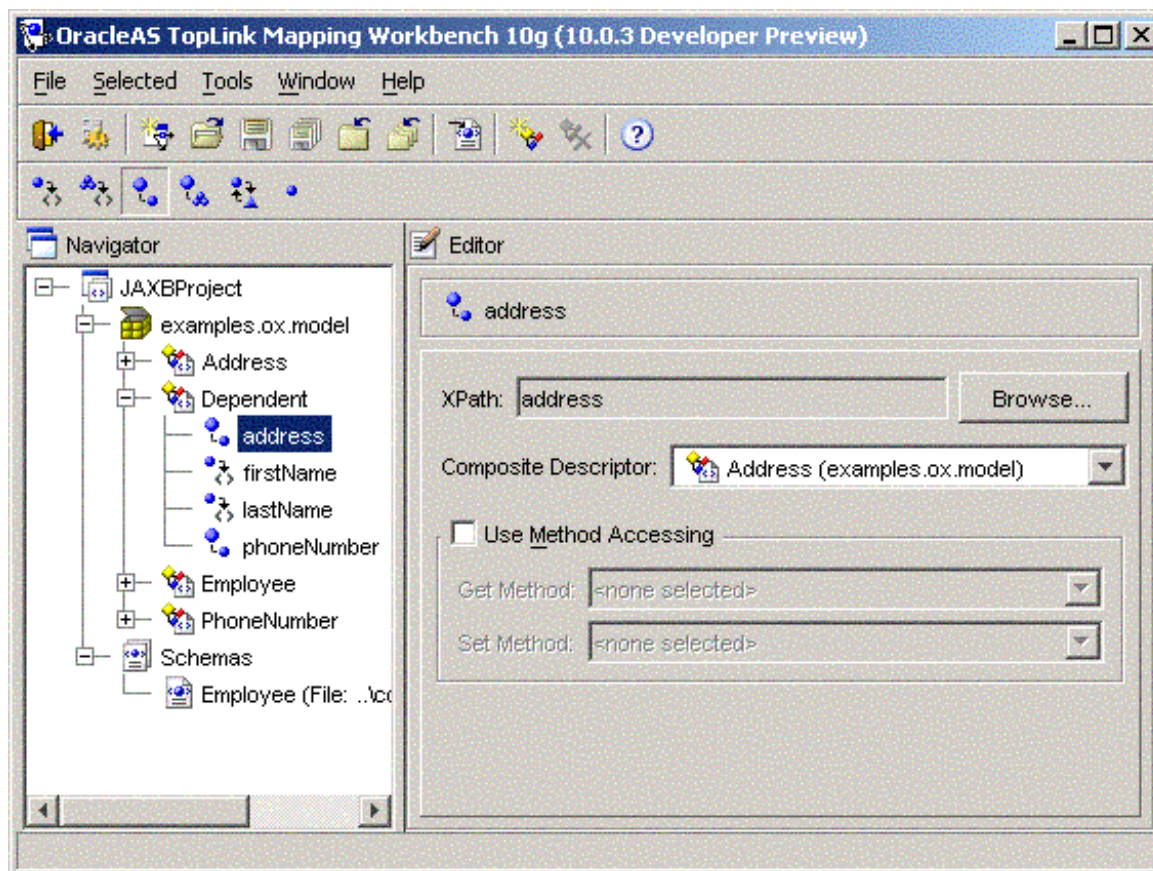 OracleAS TopLink Mapping Workbench 10g (10.0.3 Developer Preview)
File Selected Tools Window Help
Navigator
JAXBProject
examples.ox.model
Address
Dependent
address
firstName
lastName
phoneNumber
Employee
PhoneNumber
Schemas
Employee (File: ..\co
Editor
address
XPath: address Browse...
Composite Descriptor: Address (examples.ox.model)
Use Method Accessing
Get Method: <none selected>
Set Method: <none selected>